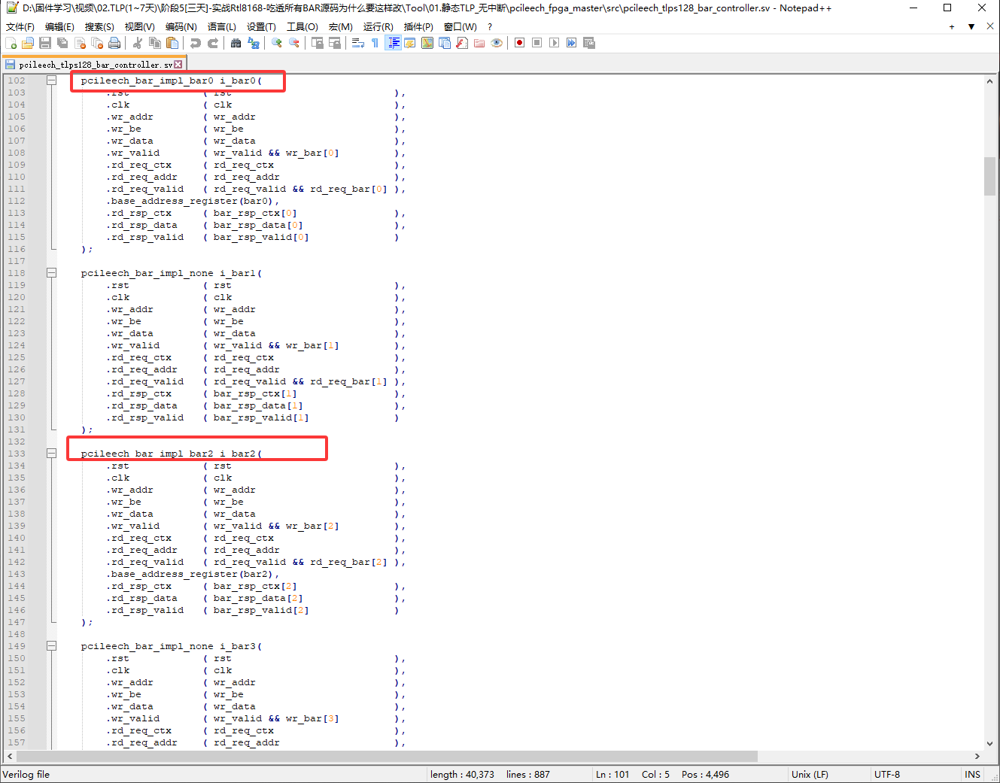 D:\固件学习\视频\02.TLP(1~7天)\阶段5[三天]-实战Rtl8168-吃透所有BAR源码为什么要这样改\Tool\01.静态TLP_无中断\pcileech_fpga_master\src\pcileech_tlps128_bar_controller.sv - Notepad++
文件(F) 编辑(E) 搜索(S) 视图(V) 编码(N) 语言(L) 设置(T) 工具(O) 宏(M) 运行(R) 插件(P) 窗口(W) ? + ▼ X
pcileech_tlps128_bar_controller.sv
102 pcileech_bar_impl_bar0 i_bar0(
103 .rst ( rst ),
104 .clk ( clk ),
105 .wr_addr ( wr_addr ),
106 .wr_be ( wr_be ),
107 .wr_data ( wr_data ),
108 .wr_valid ( wr_valid && wr_bar[0] ),
109 .rd_req_ctx ( rd_req_ctx ),
110 .rd_req_addr ( rd_req_addr ),
111 .rd_req_valid ( rd_req_valid && rd_req_bar[0] ),
112 .base_address_register(bar0),
113 .rd_rsp_ctx ( bar_rsp_ctx[0] ),
114 .rd_rsp_data ( bar_rsp_data[0] ),
115 .rd_rsp_valid ( bar_rsp_valid[0] )
116 );
117
118 pcileech_bar_impl_none i_bar1(
119 .rst ( rst ),
120 .clk ( clk ),
121 .wr_addr ( wr_addr ),
122 .wr_be ( wr_be ),
123 .wr_data ( wr_data ),
124 .wr_valid ( wr_valid && wr_bar[1] ),
125 .rd_req_ctx ( rd_req_ctx ),
126 .rd_req_addr ( rd_req_addr ),
127 .rd_req_valid ( rd_req_valid && rd_req_bar[1] ),
128 .rd_rsp_ctx ( bar_rsp_ctx[1] ),
129 .rd_rsp_data ( bar_rsp_data[1] ),
130 .rd_rsp_valid ( bar_rsp_valid[1] )
131 );
132
133 pcileech_bar_impl_bar2 i_bar2(
134 .rst ( rst ),
135 .clk ( clk ),
136 .wr_addr ( wr_addr ),
137 .wr_be ( wr_be ),
138 .wr_data ( wr_data ),
139 .wr_valid ( wr_valid && wr_bar[2] ),
140 .rd_req_ctx ( rd_req_ctx ),
141 .rd_req_addr ( rd_req_addr ),
142 .rd_req_valid ( rd_req_valid && rd_req_bar[2] ),
143 .base_address_register(bar2),
144 .rd_rsp_ctx ( bar_rsp_ctx[2] ),
145 .rd_rsp_data ( bar_rsp_data[2] ),
146 .rd_rsp_valid ( bar_rsp_valid[2] )
147 );
148
149 pcileech_bar_impl_none i_bar3(
150 .rst ( rst ),
151 .clk ( clk ),
152 .wr_addr ( wr_addr ),
153 .wr_be ( wr_be ),
154 .wr_data ( wr_data ),
155 .wr_valid ( wr_valid && wr_bar[3] ),
156 .rd_req_ctx ( rd_req_ctx ),
157 .rd_req_addr ( rd_req_addr ),
Verilog file length : 40,373 lines : 887 Ln : 101 Col : 5 Pos : 4,496 Unix (LF) UTF-8 INS